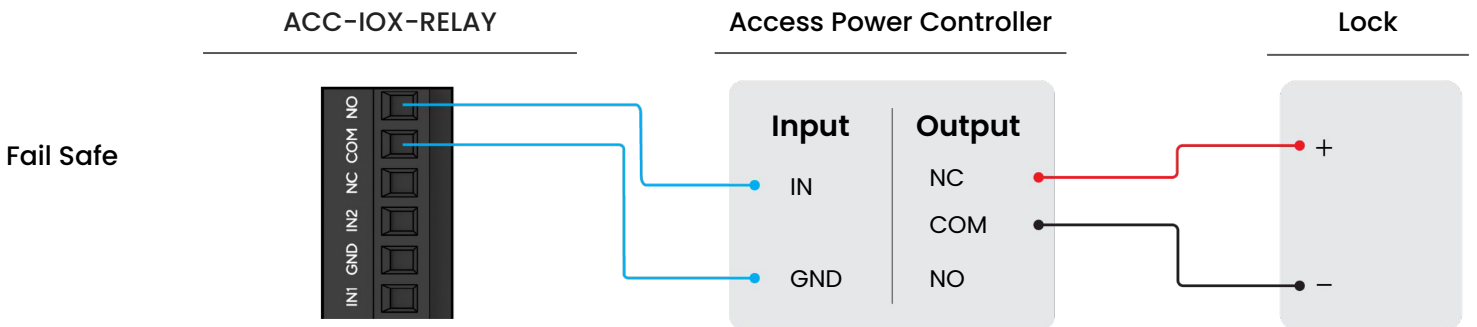 ACC-IOX-RELAY
Access Power Controller
Lock
Fail Safe
NO
COM
NC
IN2
GND
IN1
Input
Output
IN
NC
COM
GND
NO
+
−